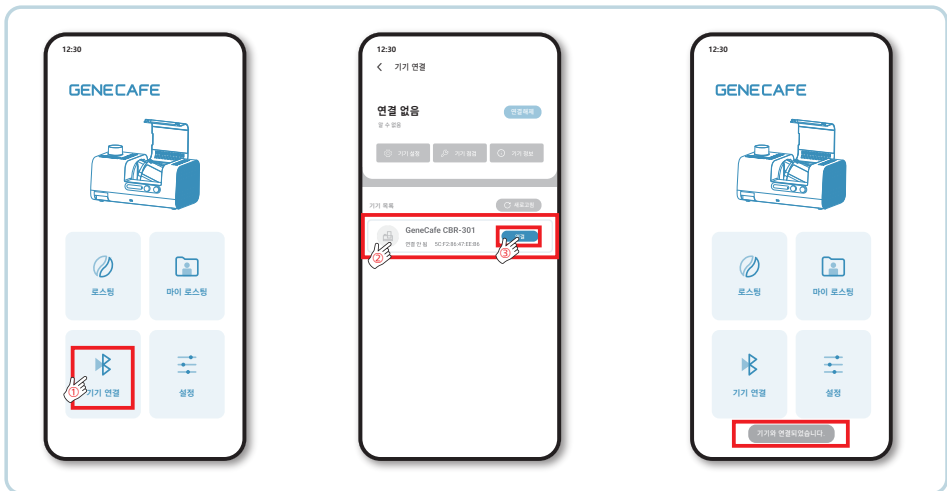 12:30
GENECAFE
로스팅
마이 로스팅
①
기기 연결
설정
12:30
기기 연결
연결 없음
연결해제
알 수 없음
기기 설정
기기 점검
기기 정보
기기 목록
새로고침
GeneCafe CBR-301
연결
②
연결 안 됨 5C:F2:86:47:EE:B6
③
12:30
GENECAFE
로스팅
마이 로스팅
기기 연결
설정
기기와 연결되었습니다